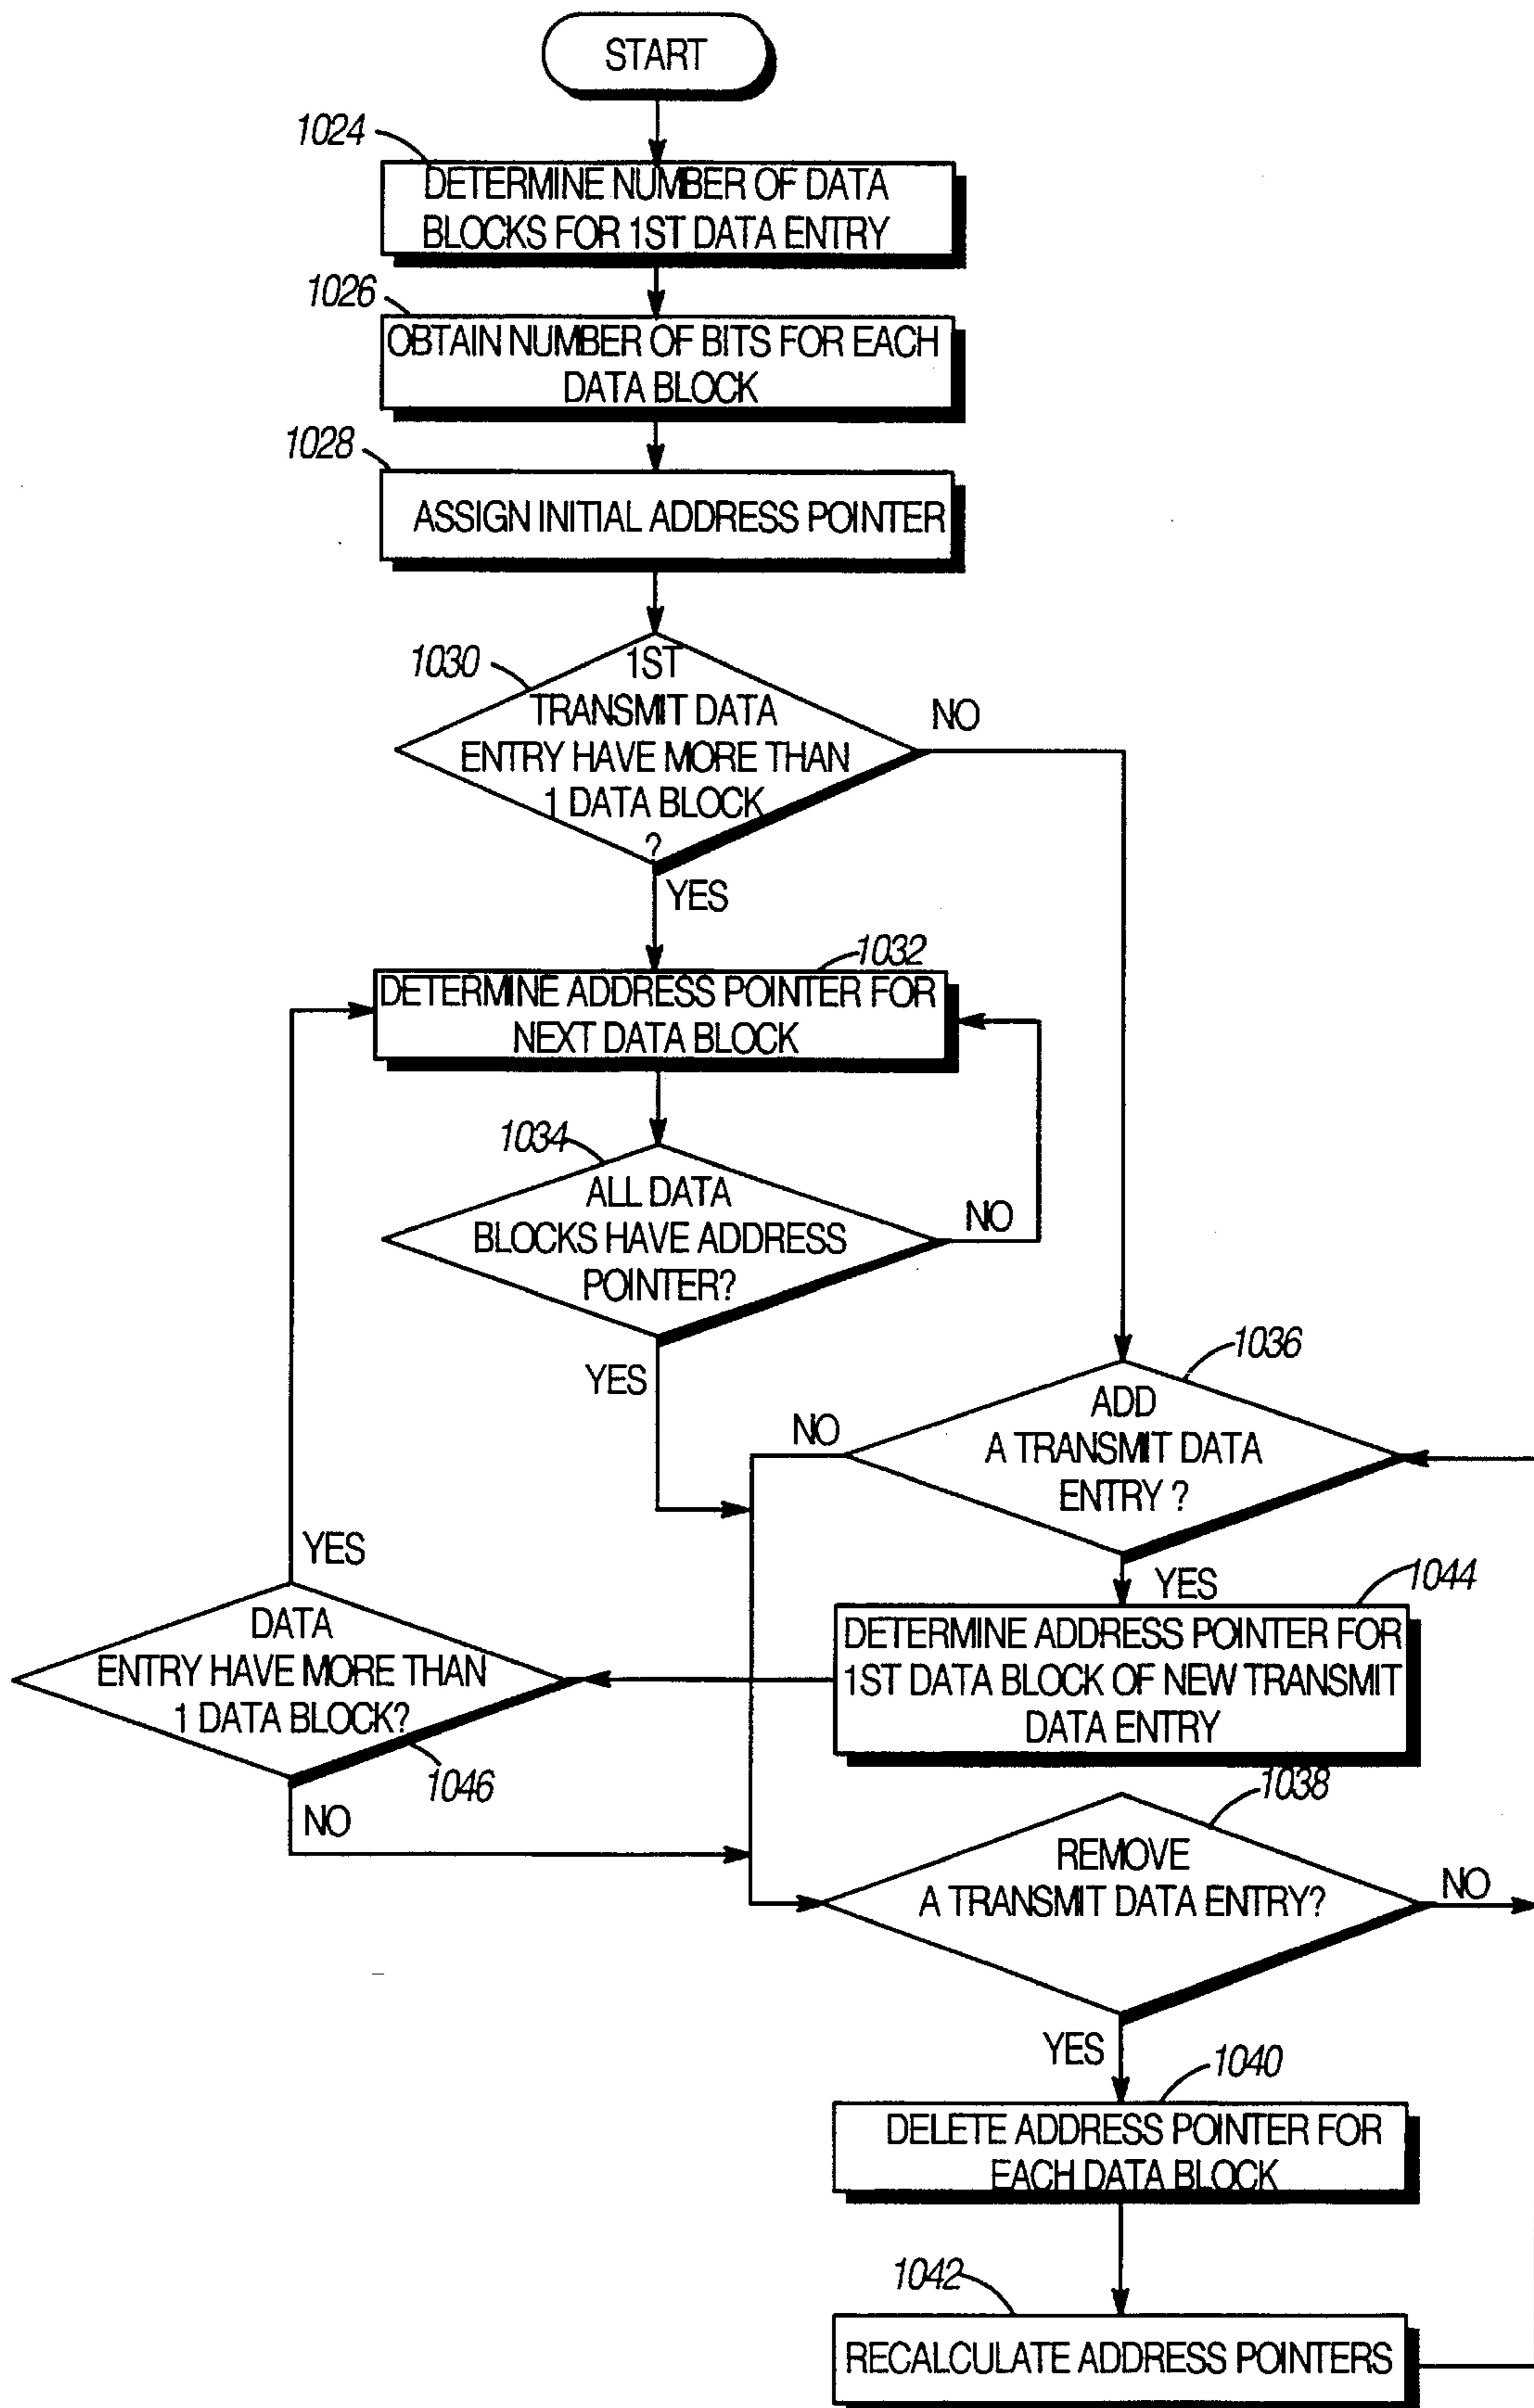 START
1024
DETERMINE NUMBER OF DATA
BLOCKS FOR 1ST DATA ENTRY
1026
OBTAIN NUMBER OF BITS FOR EACH
DATA BLOCK
1028
ASSIGN INITIAL ADDRESS POINTER
1030
1ST
TRANSMIT DATA
ENTRY HAVE MORE THAN
1 DATA BLOCK
?
NO
YES
1032
DETERMINE ADDRESS POINTER FOR
NEXT DATA BLOCK
1034
ALL DATA
BLOCKS HAVE ADDRESS
POINTER?
NO
YES
1036
ADD
A TRANSMIT DATA
ENTRY ?
NO
YES
1044
DETERMINE ADDRESS POINTER FOR
1ST DATA BLOCK OF NEW TRANSMIT
DATA ENTRY
YES
DATA
ENTRY HAVE MORE THAN
1 DATA BLOCK?
1046
NO
1038
REMOVE
A TRANSMIT DATA ENTRY?
NO
YES
1040
DELETE ADDRESS POINTER FOR
EACH DATA BLOCK
1042
RECALCULATE ADDRESS POINTERS